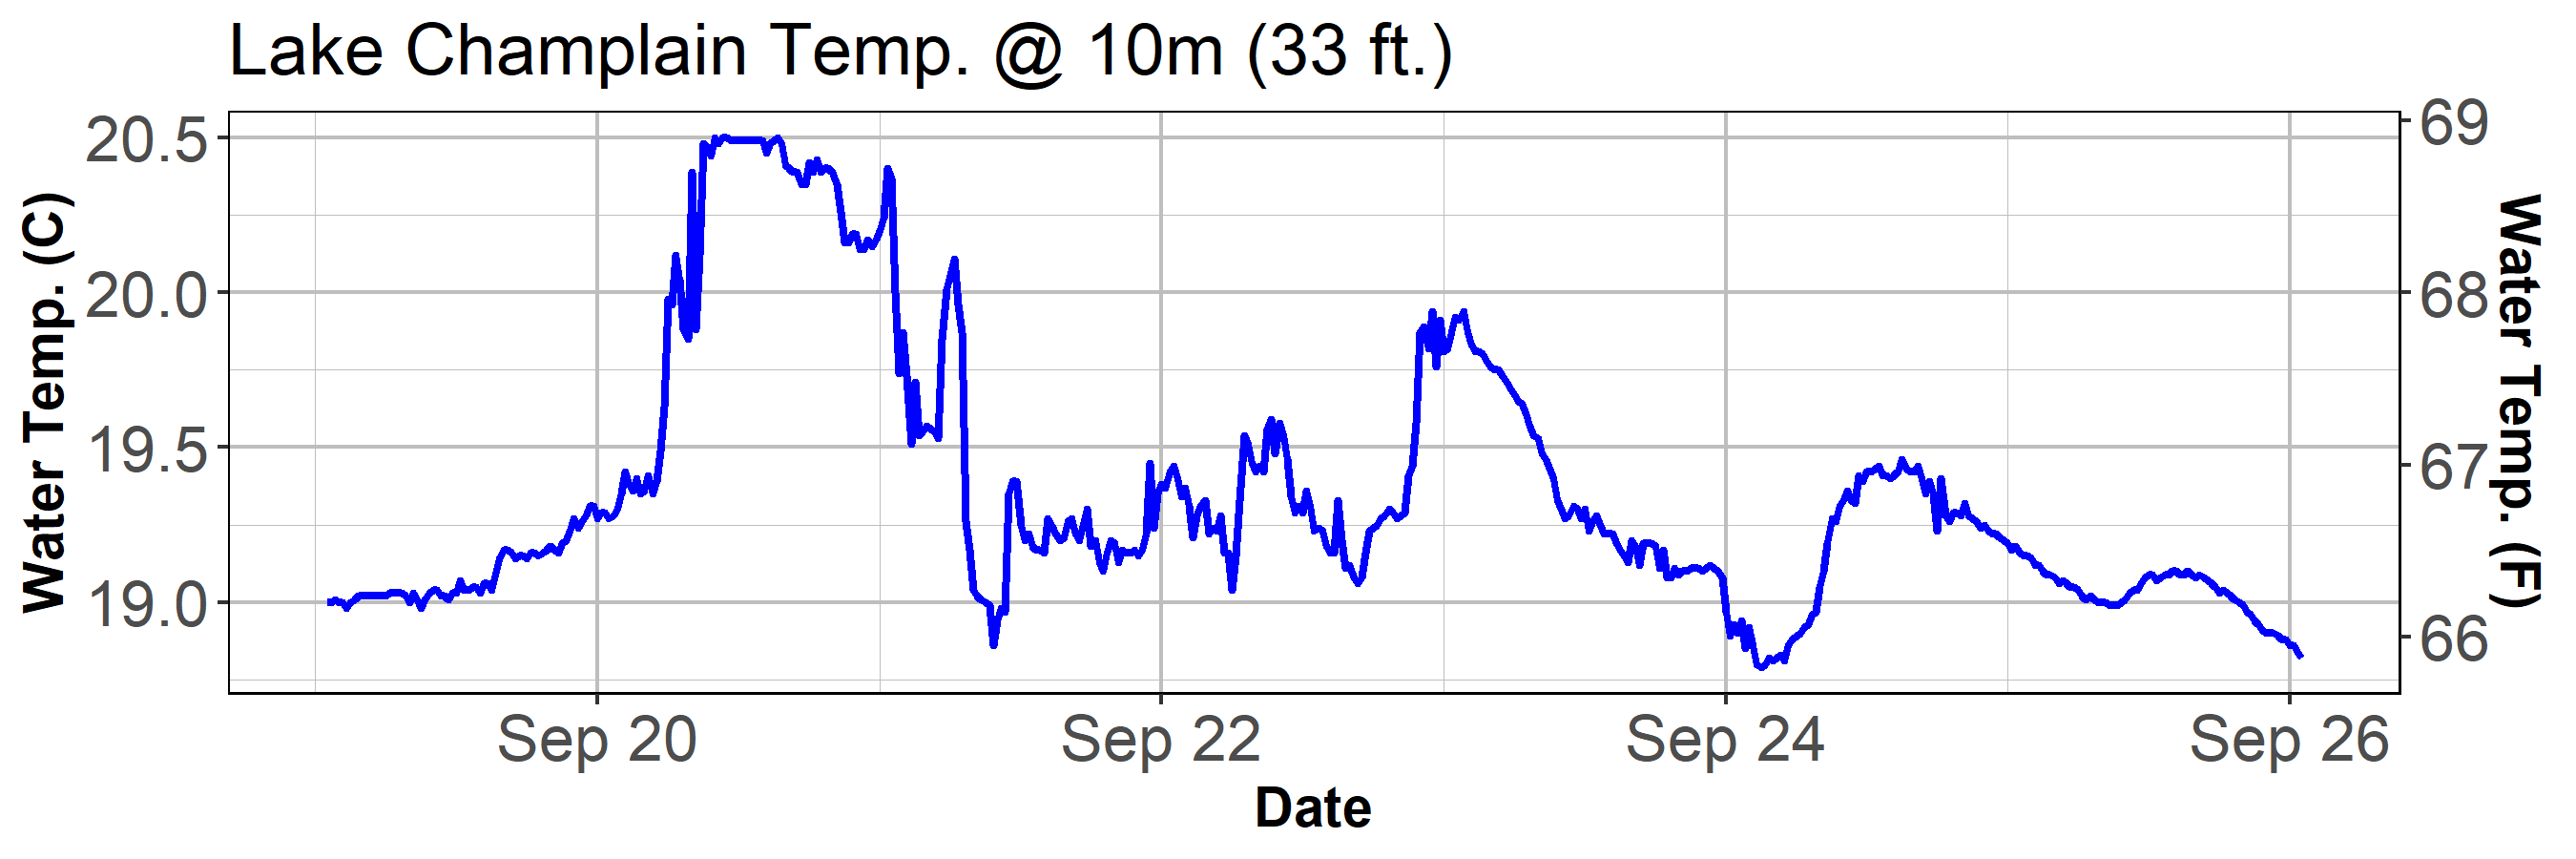 Lake Champlain Temp. @ 10m (33 ft.)
20.5
20.0
19.5
19.0
Water Temp. (C)
69
68
67
66
Water Temp. (F)
Sep 20
Sep 22
Sep 24
Sep 26
Date